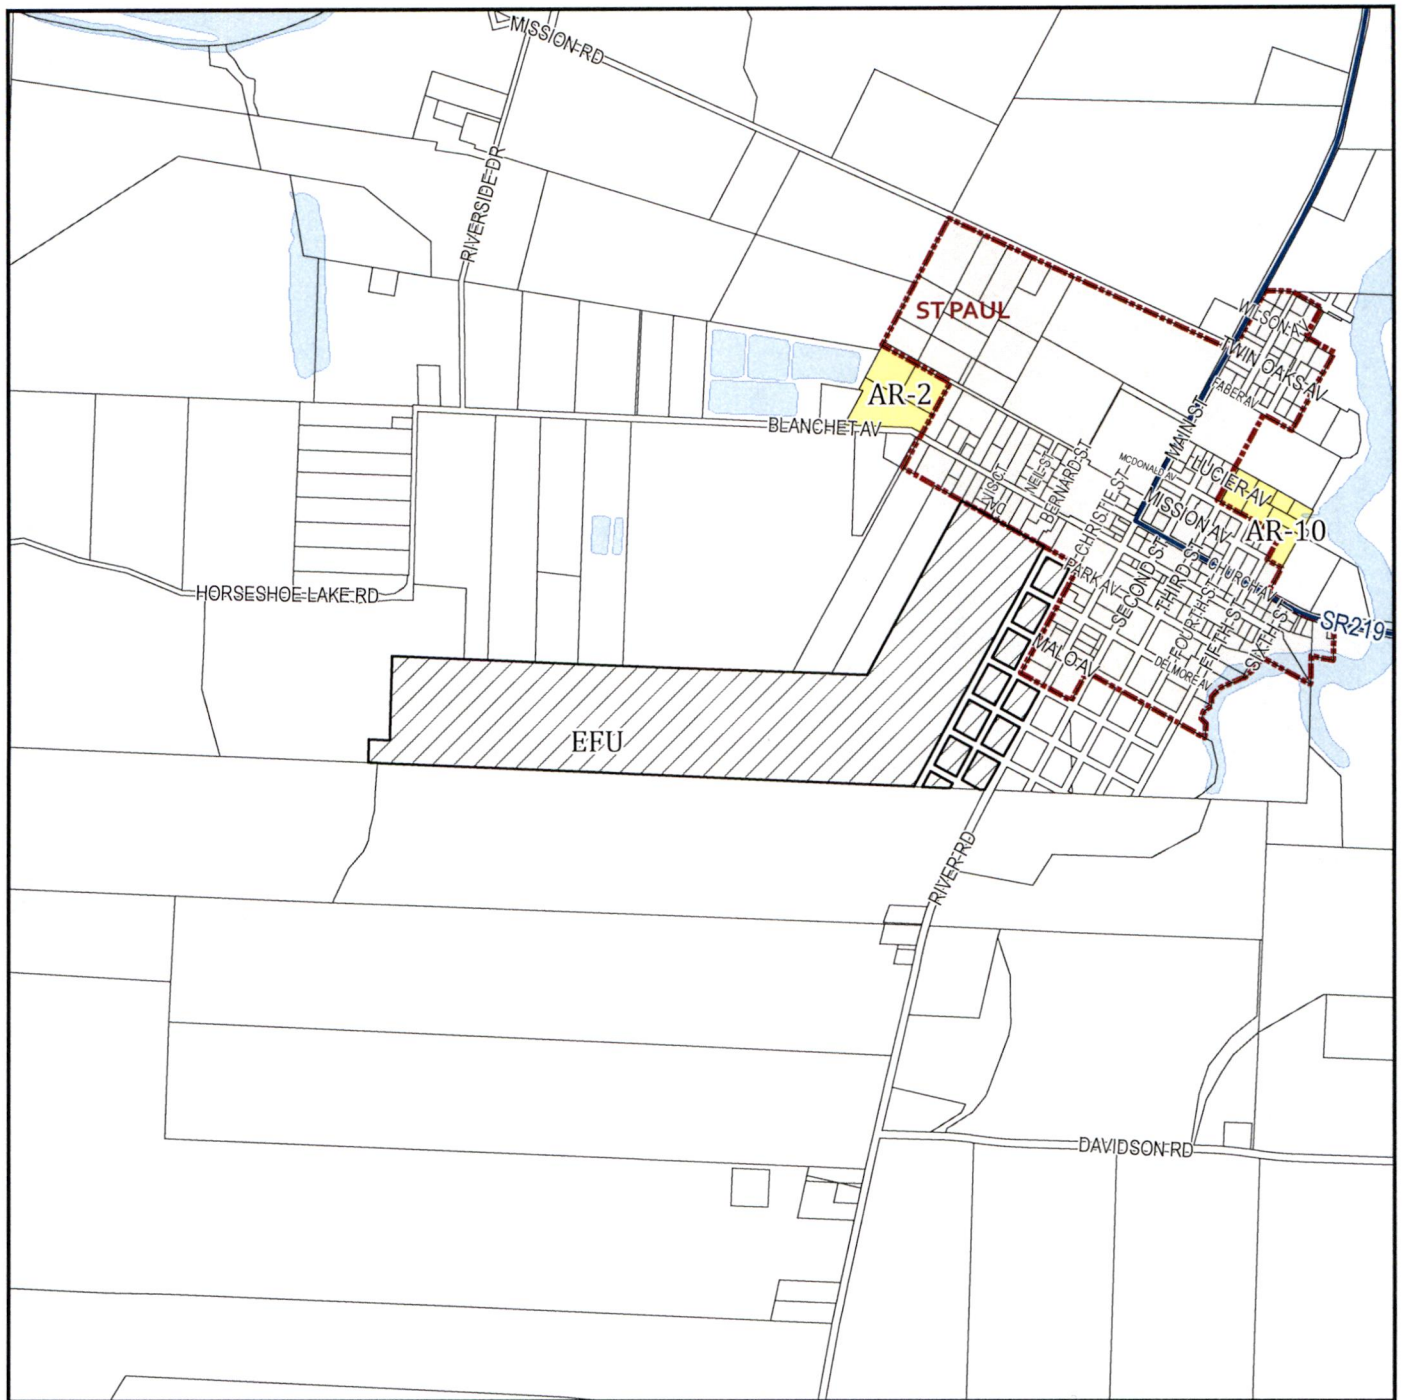 MISSION RD
RIVERSIDE DR
ST PAUL
WILSON AV
TWIN OAKS AV
FABER AV
AR-2
BLANCHET AV
MAIN ST
MCDONALD AV
LUCIER AV
NEIL ST
BERNARD ST
CHRISTIE ST
MISSION AV
AR-10
CHURCH AV
PARK AV
SECOND ST
THIRD ST
FOURTH ST
FIFTH ST
SIXTH ST
SR219
HORSESHOE LAKE RD
MALO AV
DELMORE AV
EFU
RIVER RD
DAVIDSON RD